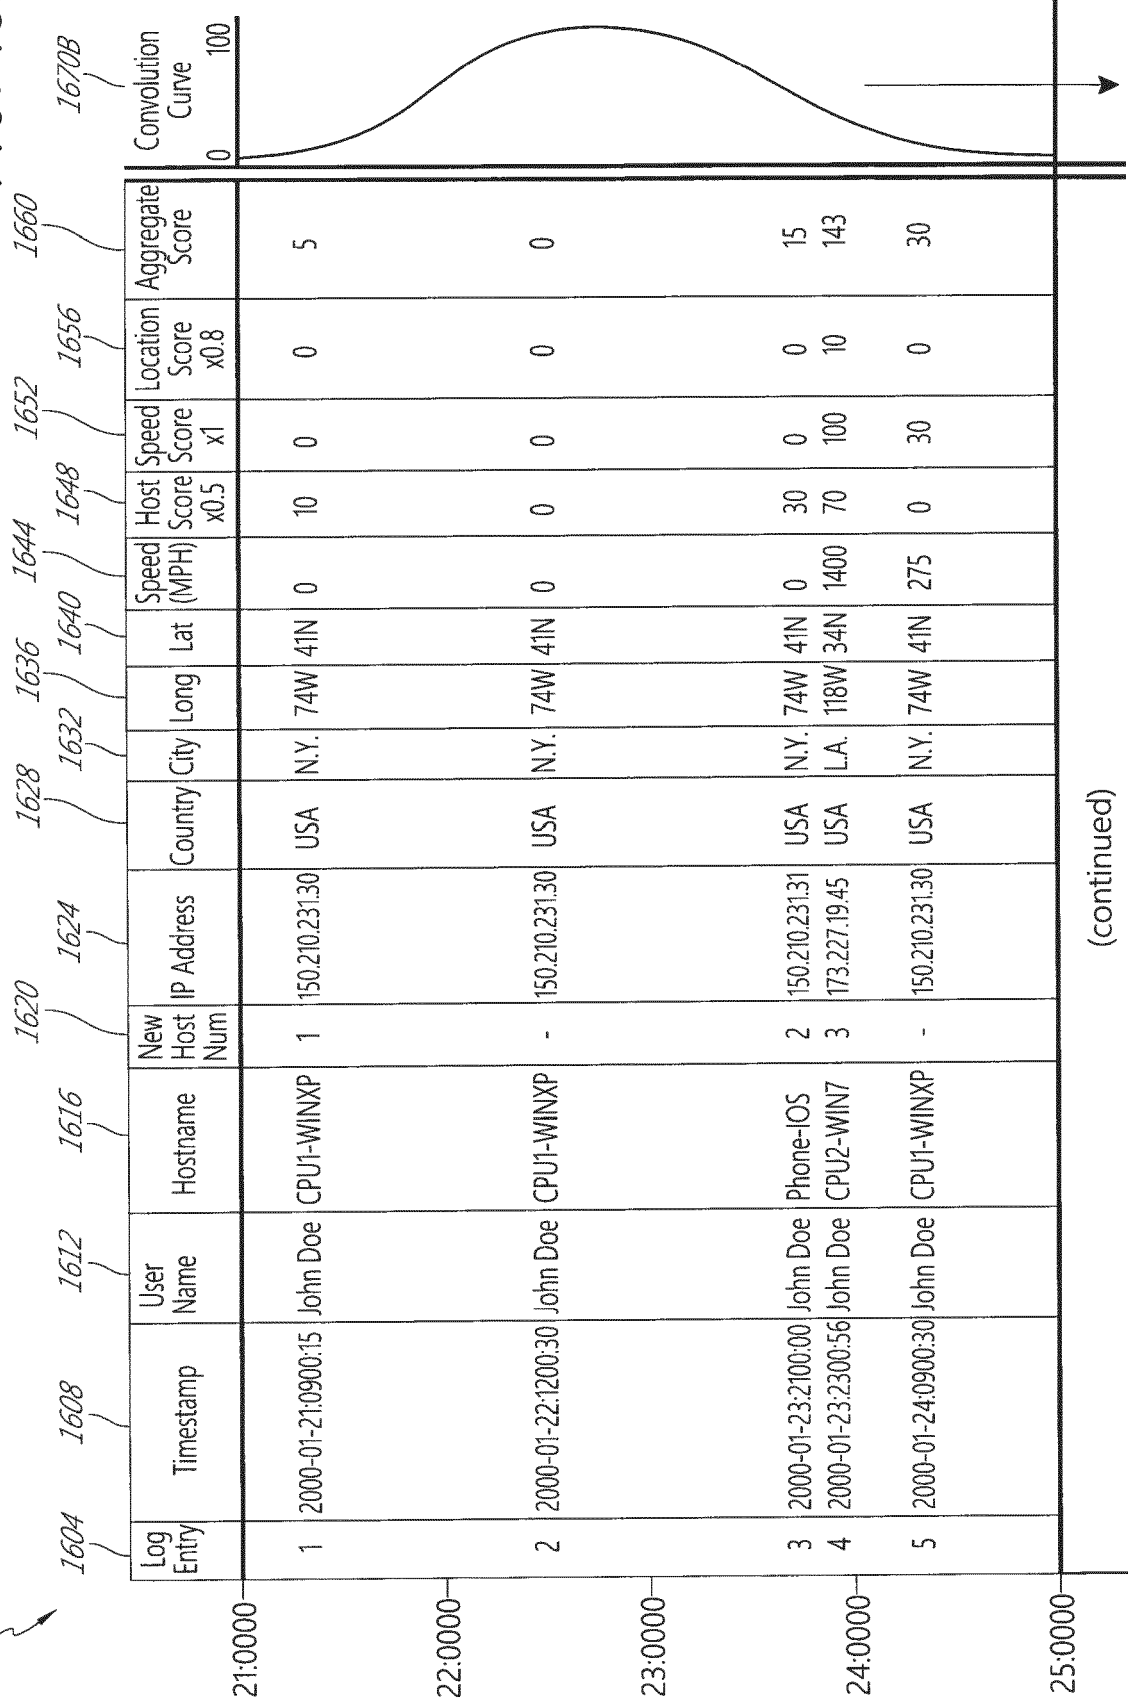 1604 1608 1612 1616 1620 1624 1628 1632 1636 1640 1644 1648 1652 1656 1660 1670B
Log Entry Timestamp User Name Hostname New Host Num IP Address Country City Long Lat Speed (MPH) Host Score x0.5 Speed Score x1 Location Score x0.8 Aggregate Score Convolution Curve
0 100
21:0000
1 2000-01-21:0900:15 John Doe CPU1-WINXP 1 150.210.231.30 USA N.Y. 74W 41N 0 10 0 0 5
22:0000
2 2000-01-22:1200:30 John Doe CPU1-WINXP - 150.210.231.30 USA N.Y. 74W 41N 0 0 0 0 0
23:0000
3 2000-01-23:2100:00 John Doe Phone-IOS 2 150.210.231.31 USA N.Y. 74W 41N 0 30 0 0 15
4 2000-01-23:2300:56 John Doe CPU2-WIN7 3 173.227.19.45 USA L.A. 118W 34N 1400 70 100 10 143
24:0000
5 2000-01-24:0900:30 John Doe CPU1-WINXP - 150.210.231.30 USA N.Y. 74W 41N 275 0 30 0 30
25:0000
(continued)